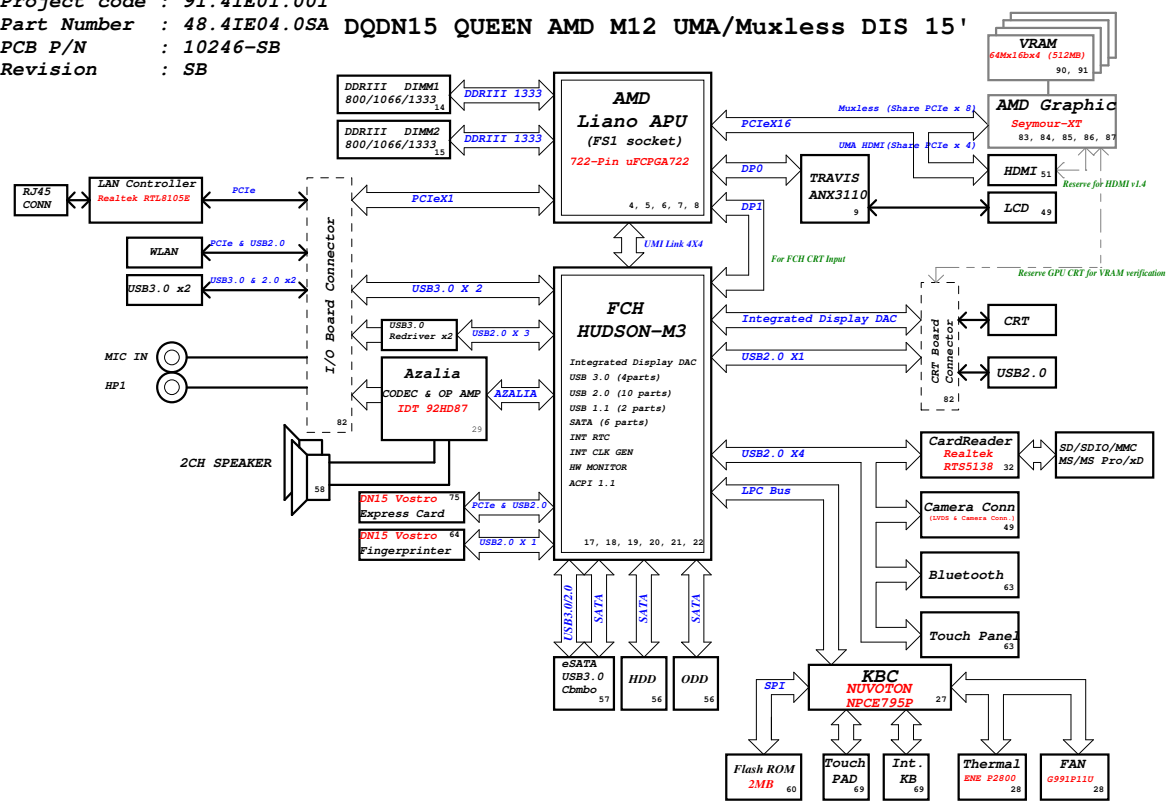 Project code : 91.4IE01.001
Part Number : 48.4IE04.0SA
PCB P/N : 10246-SB
Revision : SB
DQDN15 QUEEN AMD M12 UMA/Muxless DIS 15'
VRAM
64Mx16bx4 (512MB)
90, 91
AMD Graphic
Seymour-XT
83, 84, 85, 86, 87
DDRIII DIMM1
800/1066/1333
14
DDRIII 1333
DDRIII DIMM2
800/1066/1333
15
DDRIII 1333
AMD
Liano APU
(FS1 socket)
722-Pin uFCPGA722
4, 5, 6, 7, 8
Muxless (Share PCIe x 8)
PCIeX16
UMA HDMI(Share PCIe x 4)
DP0
DP1
TRAVIS
ANX3110
9
HDMI
51
Reserve for HDMI v1.4
LCD
49
RJ45
CONN
LAN Controller
Realtek RTL8105E
PCIe
PCIeX1
WLAN
PCIe & USB2.0
USB3.0 x2
USB3.0 & 2.0 x2
I/O Board Connector
82
UMI Link 4X4
For FCH CRT Input
Reserve GPU CRT for VRAM verification
USB3.0 X 2
USB3.0
Redriver x2
USB2.0 X 3
MIC IN
HP1
Azalia
CODEC & OP AMP
IDT 92HD87
29
AZALIA
2CH SPEAKER
58
FCH
HUDSON-M3
Integrated Display DAC
USB 3.0 (4parts)
USB 2.0 (10 parts)
USB 1.1 (2 parts)
SATA (6 parts)
INT RTC
INT CLK GEN
HW MONITOR
ACPI 1.1
17, 18, 19, 20, 21, 22
Integrated Display DAC
USB2.0 X1
CRT Board
Connector
82
CRT
USB2.0
USB2.0 X4
LPC Bus
CardReader
Realtek
RTS5138
32
SD/SDIO/MMC
MS/MS Pro/xD
Camera Conn
(LVDS & Camera Conn.)
49
Bluetooth
63
Touch Panel
63
DN15 Vostro
75
Express Card
PCIe & USB2.0
DN15 Vostro
64
Fingerprinter
USB2.0 X 1
USB3.0/2.0
SATA
SATA
SATA
eSATA
USB3.0
Cbmbo
57
HDD
56
ODD
56
SPI
KBC
NUVOTON
NPCE795P
27
Flash ROM
2MB
60
Touch
PAD
69
Int.
KB
69
Thermal
ENE P2800
28
FAN
G991P11U
28